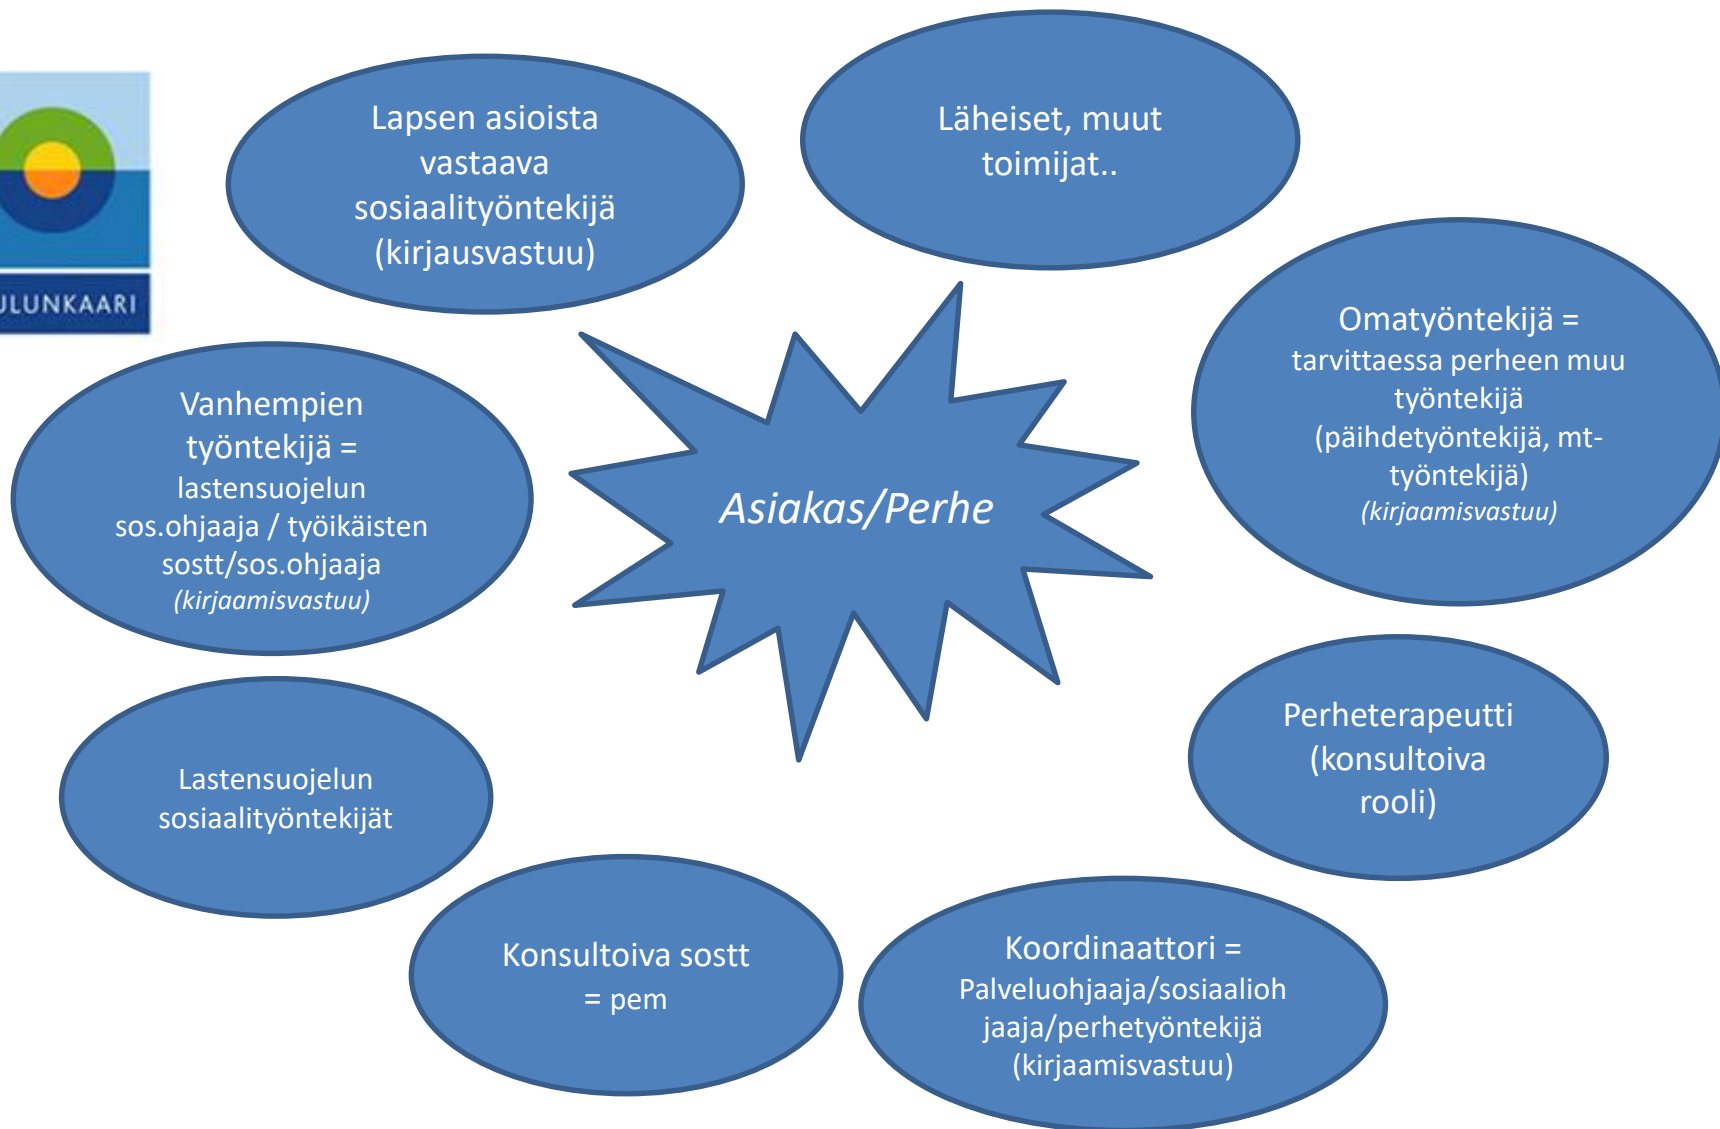 Lapsen asioista
vastaava
sosiaalityöntekijä
(kirjausvastuu)
Läheiset, muut
toimijat..
ULUNKAARI
Omatyöntekijä =
tarvittaessa perheen muu
työntekijä
(päihdetyöntekijä, mt-
työntekijä)
(kirjaamisvastuu)
Vanhempien
työntekijä =
lastensuojelun
sos.ohjaaja / työikäisten
sostt/sos.ohjaaja
(kirjaamisvastuu)
Asiakas/Perhe
Perheterapeutti
(konsultoiva
rooli)
Lastensuojelun
sosiaalityöntekijät
Konsultoiva sostt
= pem
Koordinaattori =
Palveluohjaaja/sosiaalioh
jaaja/perhetyöntekijä
(kirjaamisvastuu)